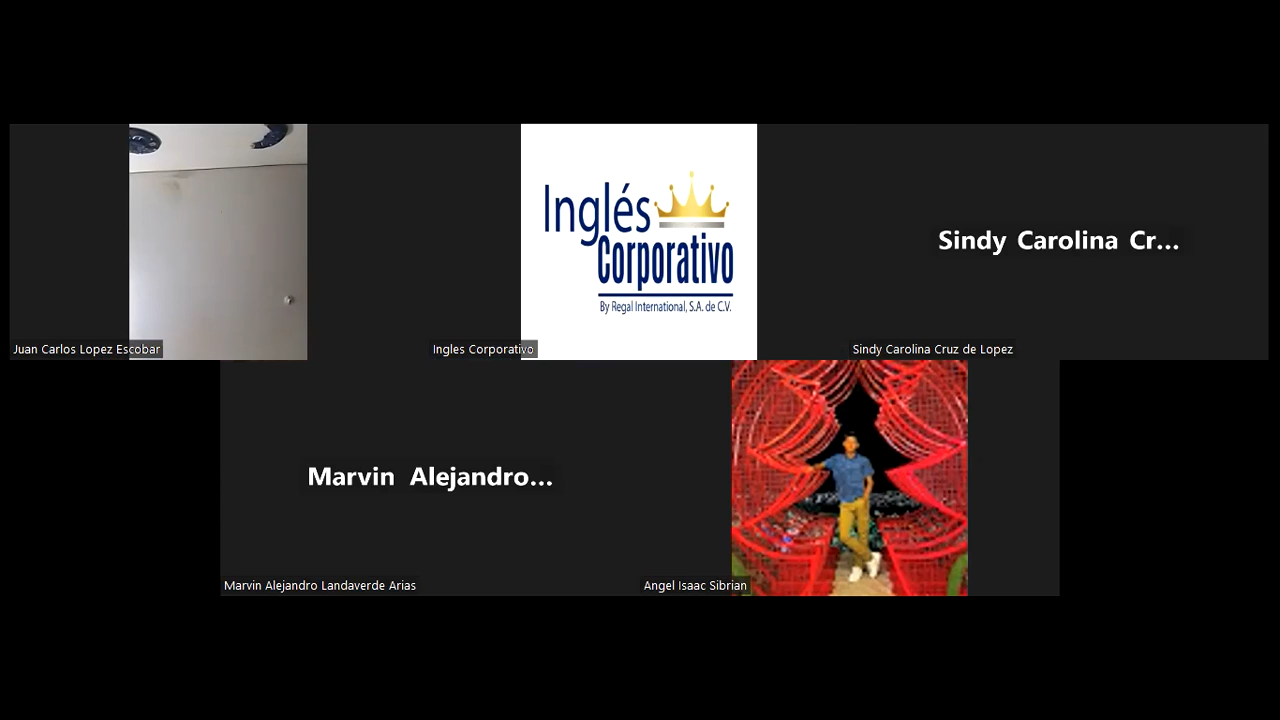 Inglés
Corporativo
By Regal International, S.A. de C.V.
Sindy Carolina Cr...
Juan Carlos Lopez Escobar
Ingles Corporativo
Sindy Carolina Cruz de Lopez
Marvin Alejandro...
Marvin Alejandro Landaverde Arias
Angel Isaac Sibrian